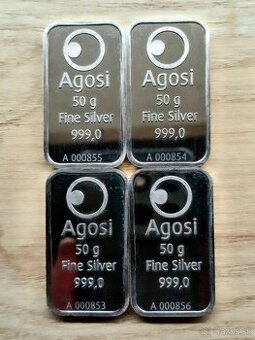 Agosi
50 g
Fine Silver
999,0
A 000855
Agosi
50 g
Fine Silver
999,0
A 000854
Agosi
50 g
Fine Silver
999,0
A 000853
Agosi
50 g
Fine Silver
999,0
A 000856